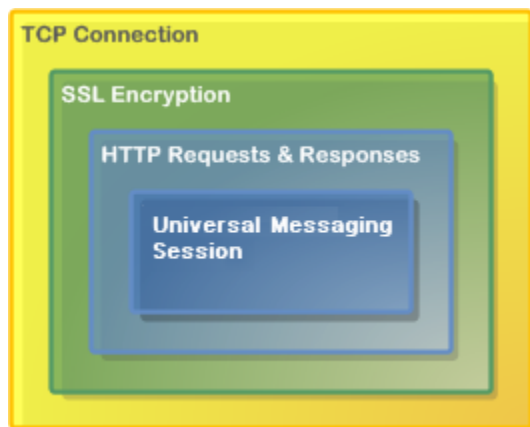 TCP Connection
SSL Encryption
HTTP Requests & Responses
Universal Messaging
Session